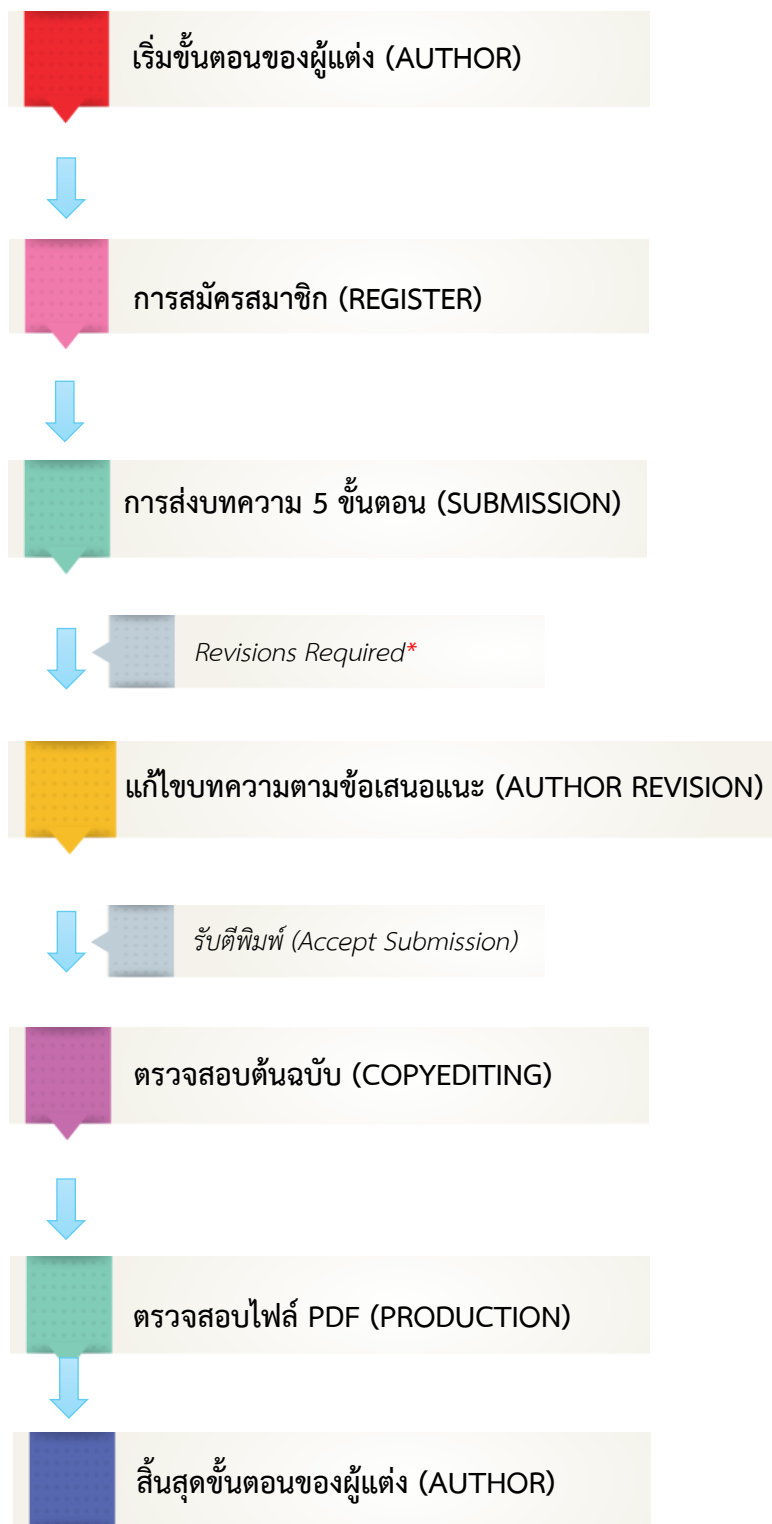 เริ่มขั้นตอนของผู้แต่ง (AUTHOR)
การสมัครสมาชิก (REGISTER)
การส่งบทความ 5 ขั้นตอน (SUBMISSION)
Revisions Required*
แก้ไขบทความตามข้อเสนอแนะ (AUTHOR REVISION)
รับตีพิมพ์ (Accept Submission)
ตรวจสอบต้นฉบับ (COPYEDITING)
ตรวจสอบไฟล์ PDF (PRODUCTION)
สิ้นสุดขั้นตอนของผู้แต่ง (AUTHOR)